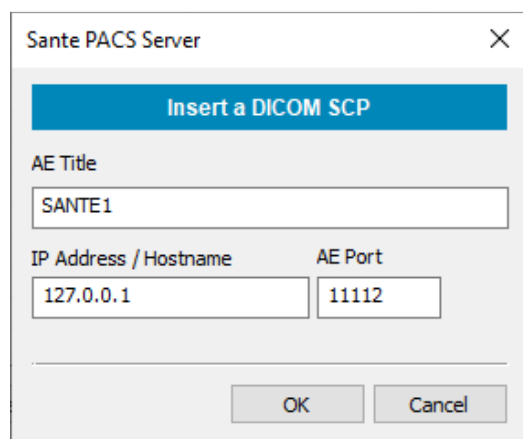 Sante PACS Server
Insert a DICOM SCP
AE Title
SANTE1
IP Address / Hostname AE Port
127.0.0.1 11112
OK Cancel